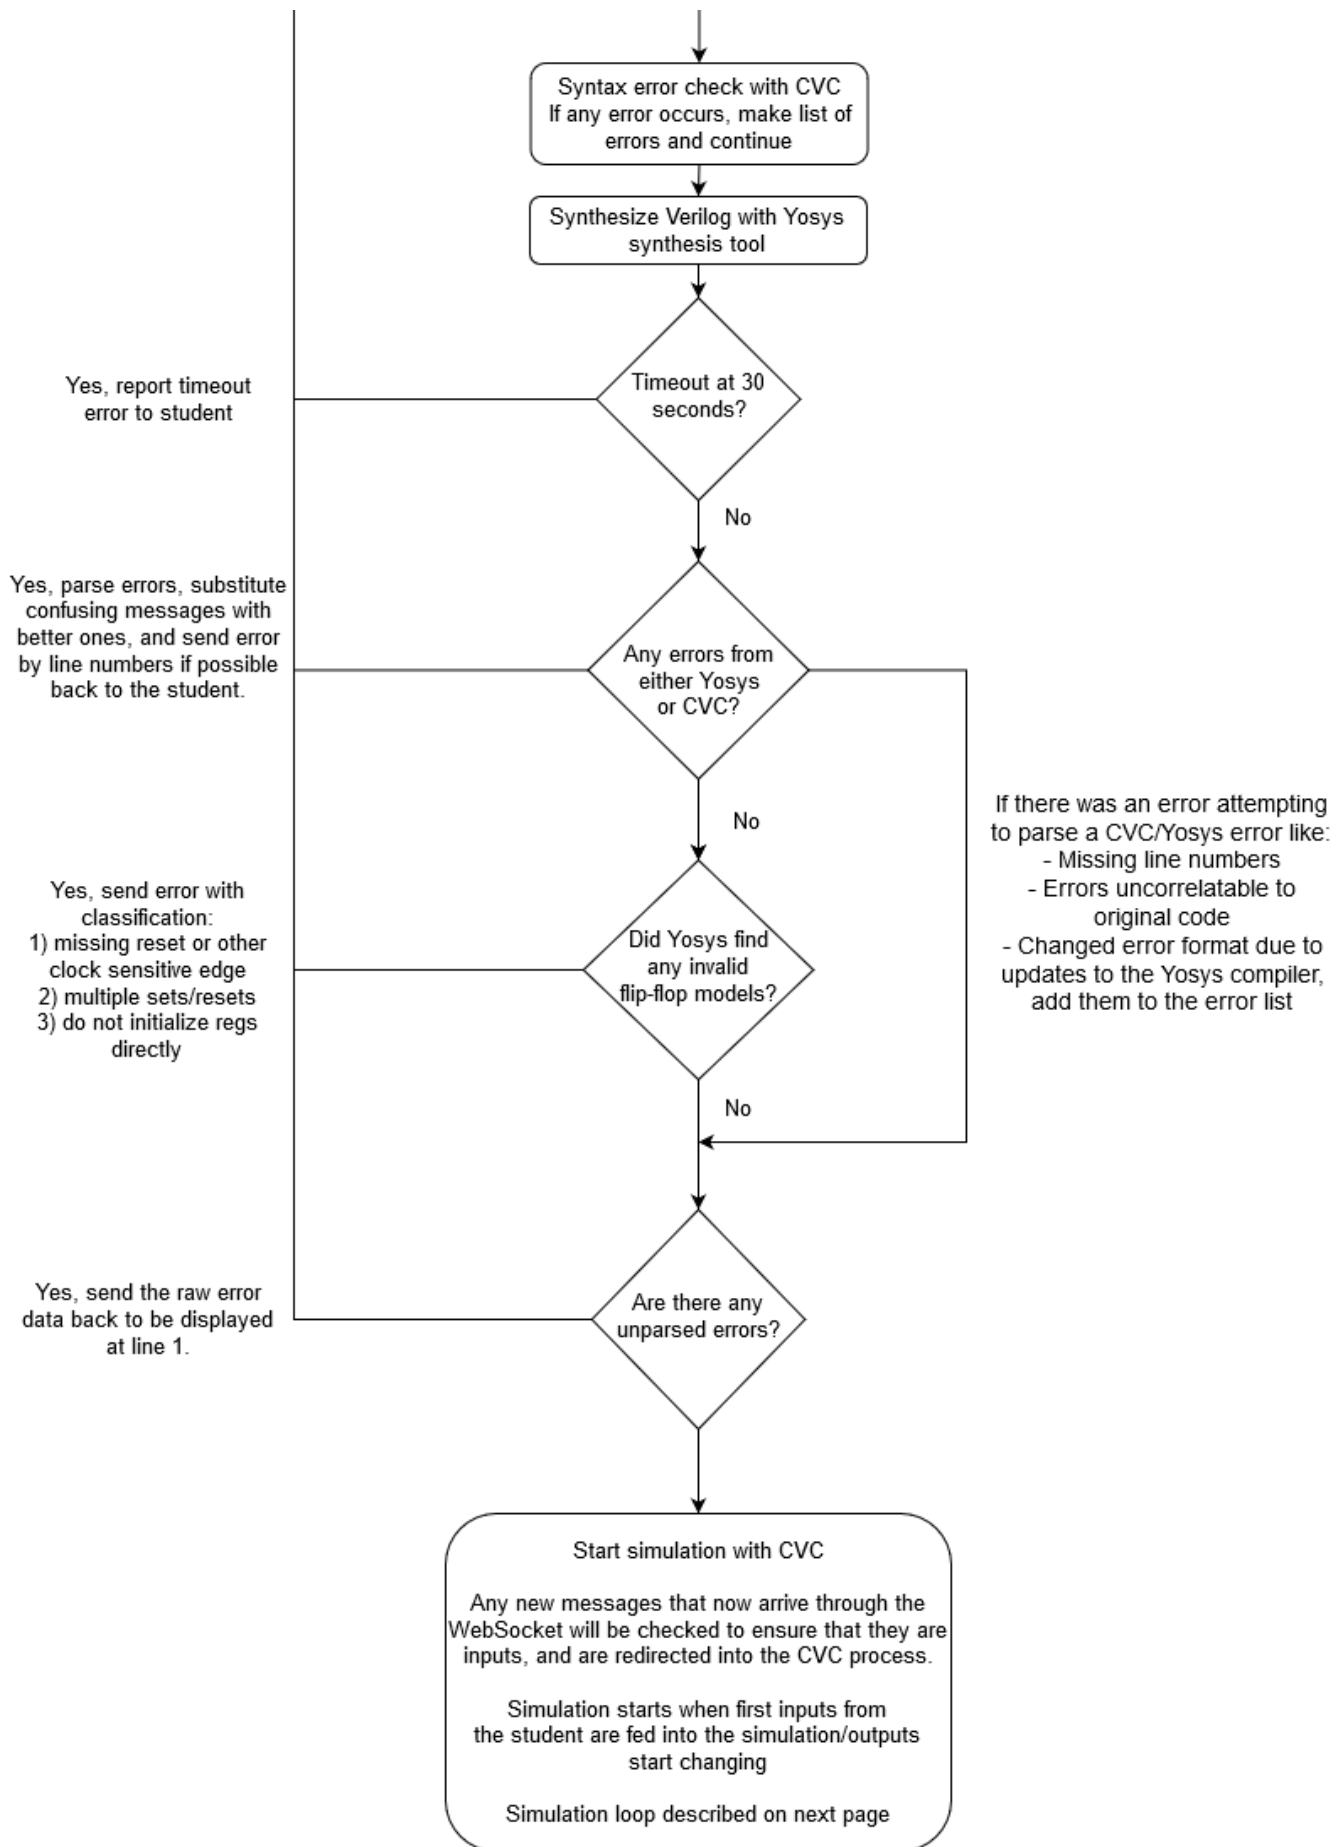 Syntax error check with CVC
If any error occurs, make list of
errors and continue
Synthesize Verilog with Yosys
synthesis tool
Timeout at 30
seconds?
Yes, report timeout
error to student
No
Any errors from
either Yosys
or CVC?
Yes, parse errors, substitute
confusing messages with
better ones, and send error
by line numbers if possible
back to the student.
If there was an error attempting
to parse a CVC/Yosys error like:
- Missing line numbers
- Errors uncorrelatable to
original code
- Changed error format due to
updates to the Yosys compiler,
add them to the error list
No
Did Yosys find
any invalid
flip-flop models?
Yes, send error with
classification:
1) missing reset or other
clock sensitive edge
2) multiple sets/resets
3) do not initialize regs
directly
No
Are there any
unparsed errors?
Yes, send the raw error
data back to be displayed
at line 1.
Start simulation with CVC
Any new messages that now arrive through the
WebSocket will be checked to ensure that they are
inputs, and are redirected into the CVC process.
Simulation starts when first inputs from
the student are fed into the simulation/outputs
start changing
Simulation loop described on next page